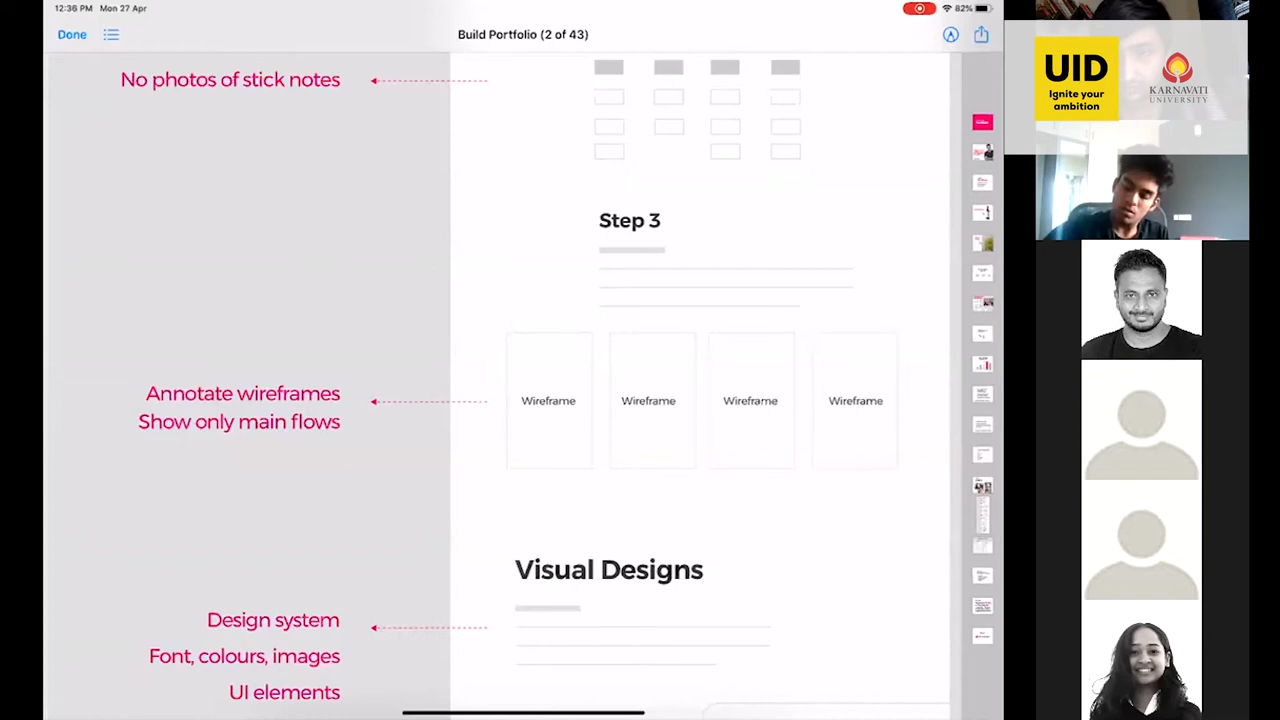 12:36 PM Mon 27 Apr
82%
Done
Build Portfolio (2 of 43)
No photos of stick notes
Step 3
Annotate wireframes
Show only main flows
Wireframe
Wireframe
Wireframe
Wireframe
Visual Designs
Design system
Font, colours, images
UI elements
UID
Ignite your
ambition
KARNAVATI
UNIVERSITY